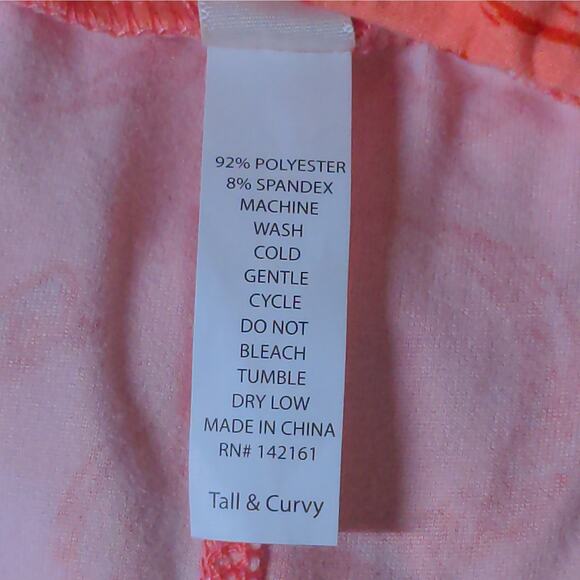 92% POLYESTER
8% SPANDEX
MACHINE
WASH
COLD
GENTLE
CYCLE
DO NOT
BLEACH
TUMBLE
DRY LOW
MADE IN CHINA
RN# 142161
Tall & Curvy